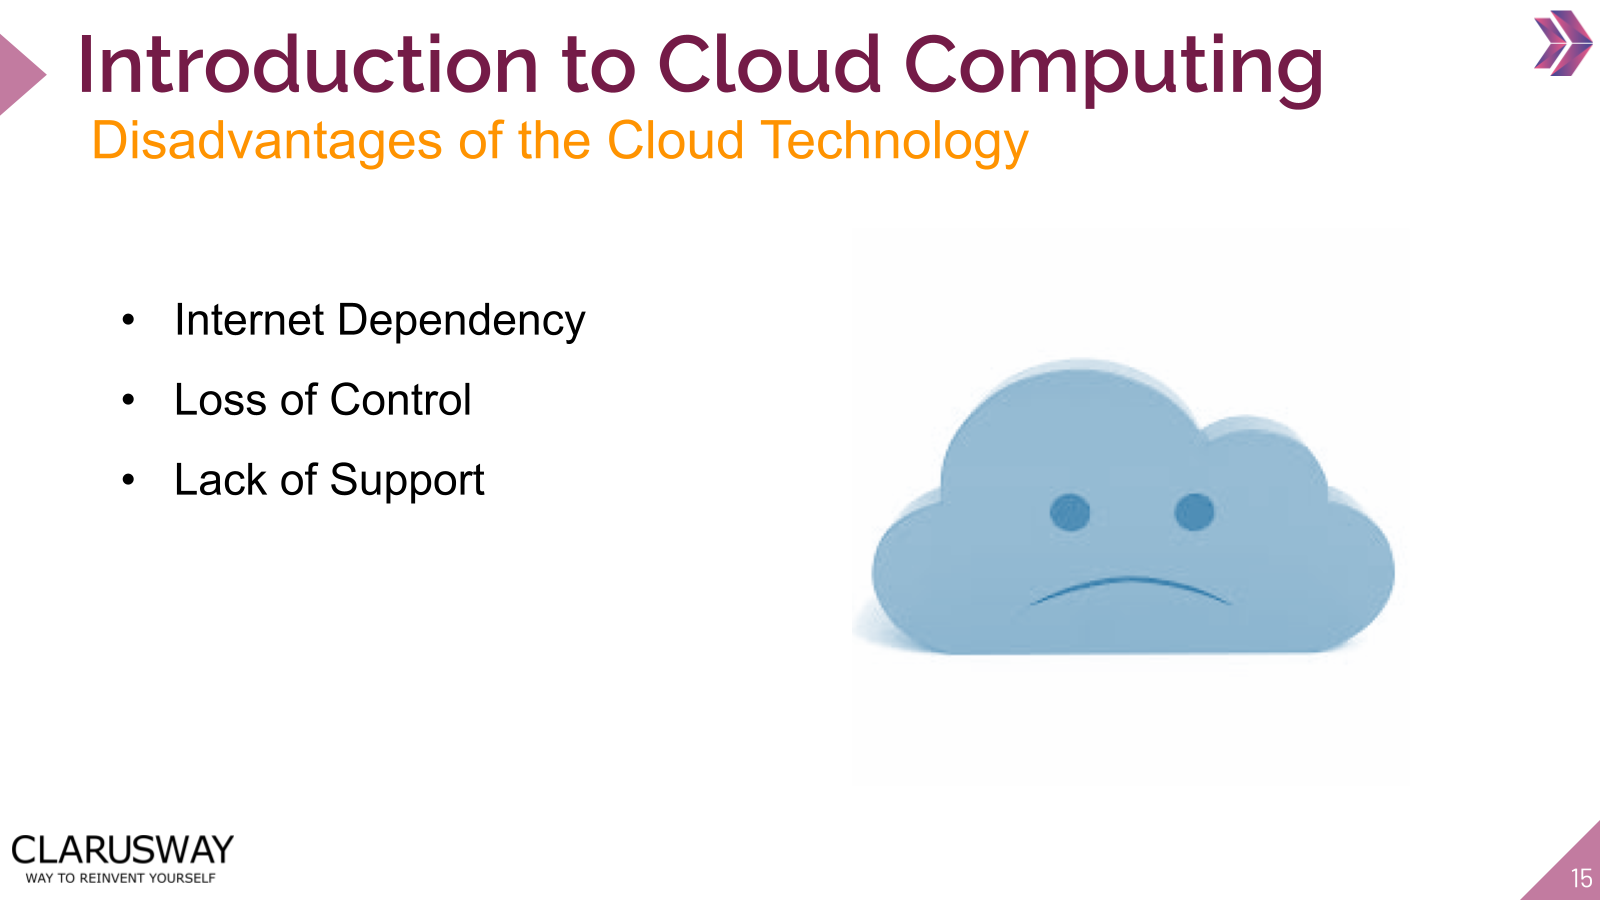 Introduction to Cloud Computing
Disadvantages of the Cloud Technology
• Internet Dependency
• Loss of Control
• Lack of Support
CLARUSWAY
WAY TO REINVENT YOURSELF
15